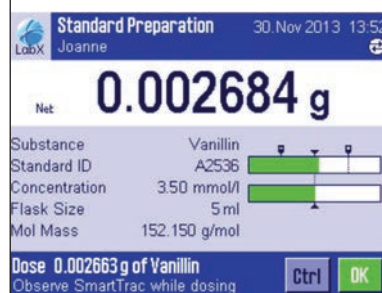 LabX
Standard Preparation 30. Nov 2013 13:52
Joanne
Net 0.002684 g
Substance Vanillin
Standard ID A2536
Concentration 3.50 mmol/l
Flask Size 5 ml
Mol Mass 152.150 g/mol
Dose 0.002663 g of Vanillin
Observe SmartTrac while dosing
Ctrl
OK